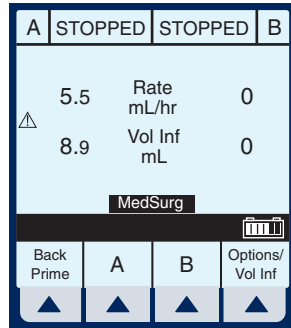 A STOPPED STOPPED B
5.5 Rate mL/hr 0
8.9 Vol Inf mL 0
MedSurg
Back Prime A B Options/ Vol Inf